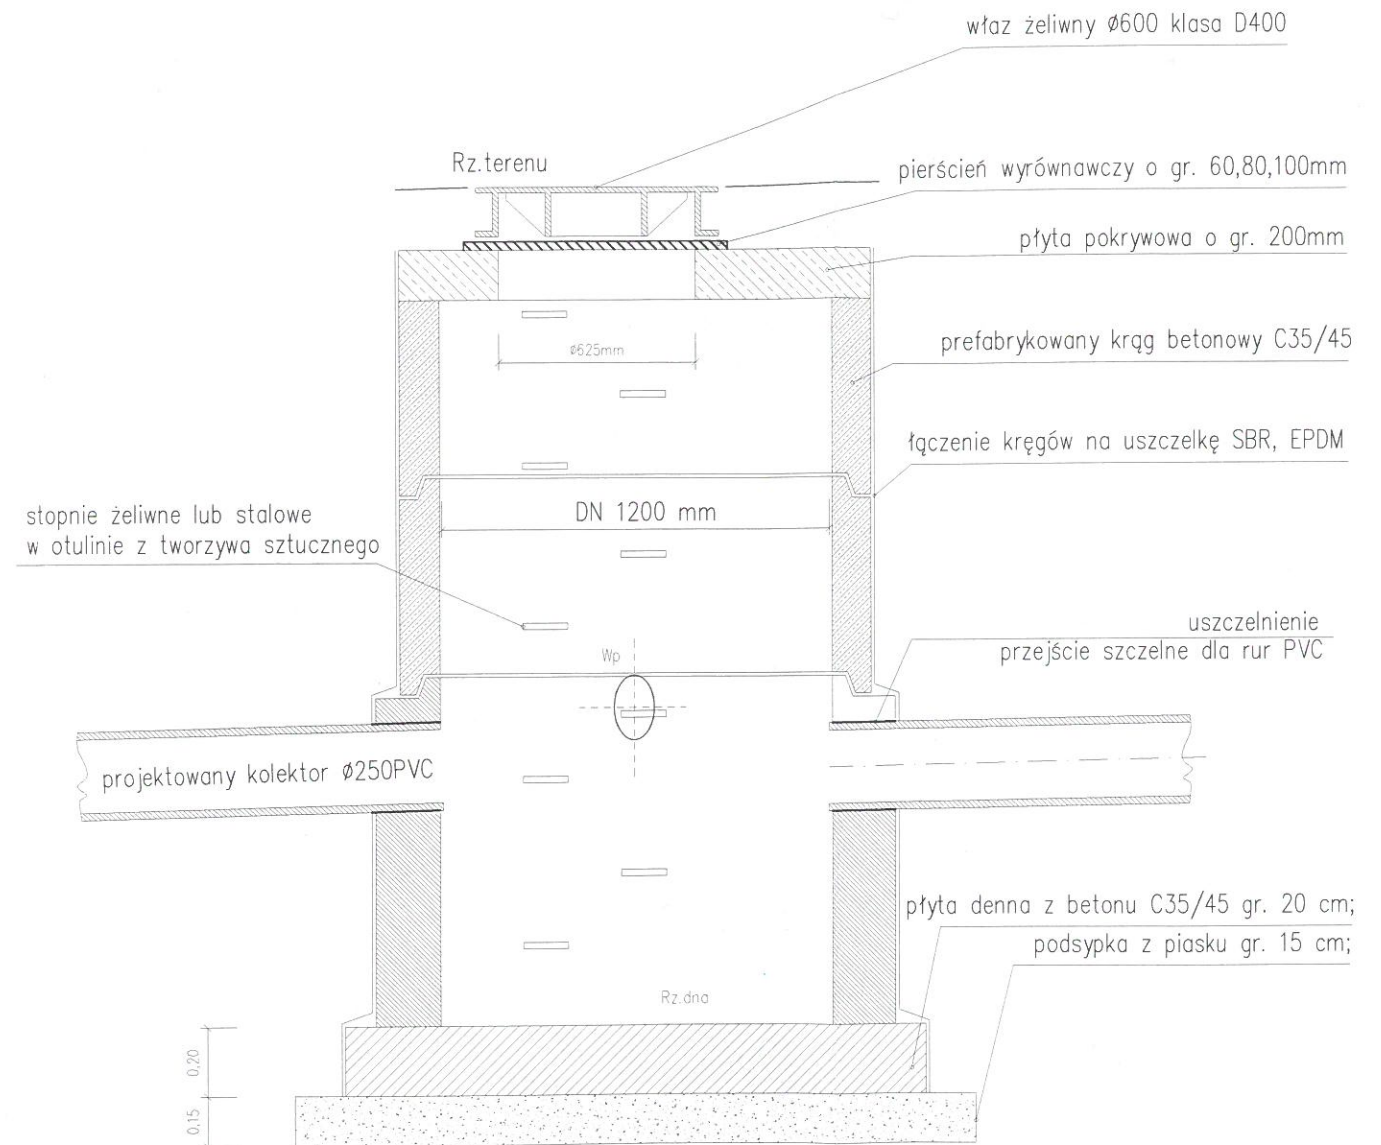 właz żeliwny Ø600 klasa D400
Rz.terenu
pierścień wyrównawczy o gr. 60,80,100mm
płyta pokrywowa o gr. 200mm
prefabrykowany krąg betonowy C35/45
Ø625mm
łączenie kręgów na uszczelkę SBR, EPDM
DN 1200 mm
stopnie żeliwne lub stalowe
w otulinie z tworzywa sztucznego
uszczelnienie
przejście szczelne dla rur PVC
Wp
projektowany kolektor Ø250PVC
płyta denna z betonu C35/45 gr. 20 cm;
podsypka z piasku gr. 15 cm;
Rz.dna
0,20
0,15